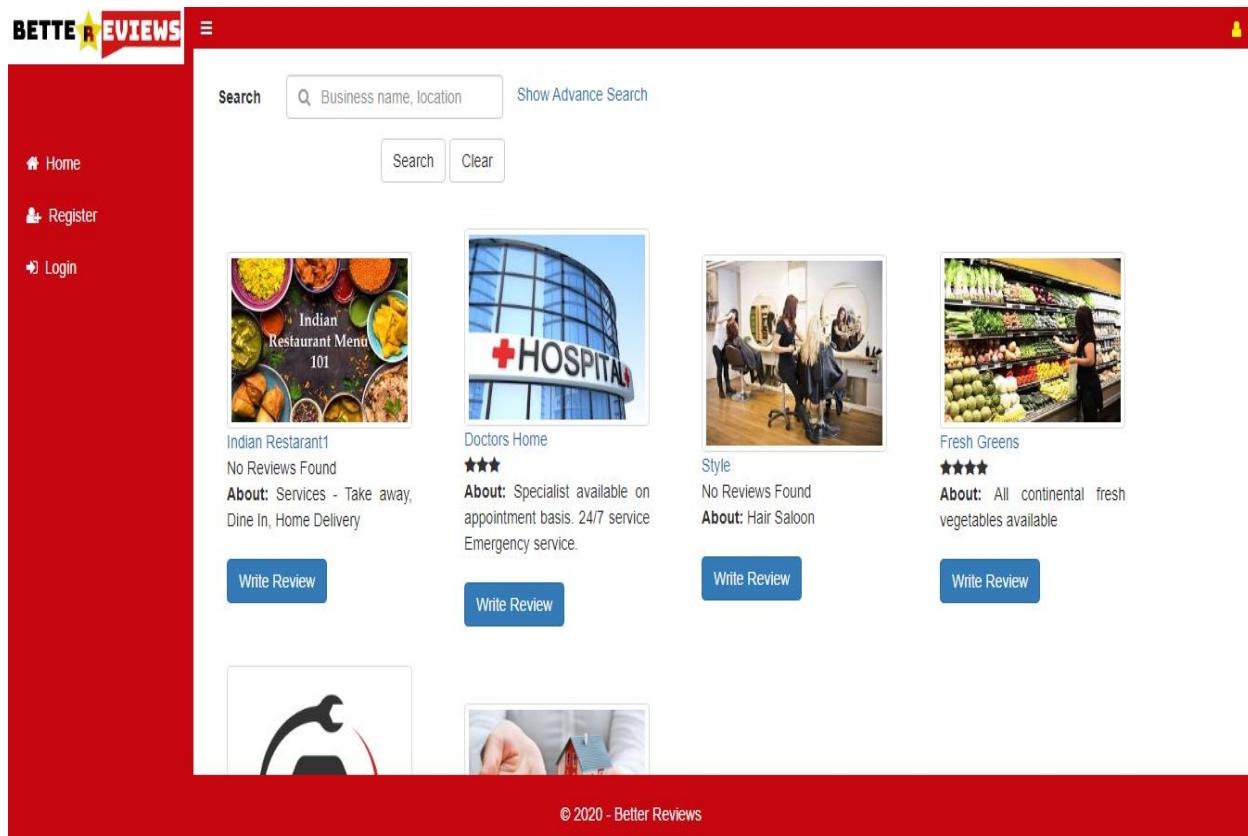 BETTE R EVIEWS
Search
Business name, location
Show Advance Search
Search
Clear
Home
Register
Login
Indian
Restaurant Menu
101
Indian Restarant1
No Reviews Found
About: Services - Take away,
Dine In, Home Delivery
Write Review
HOSPITAL
Doctors Home
About: Specialist available on
appointment basis. 24/7 service
Emergency service.
Write Review
Style
No Reviews Found
About: Hair Saloon
Write Review
Fresh Greens
About: All continental fresh
vegetables available
Write Review
© 2020 - Better Reviews